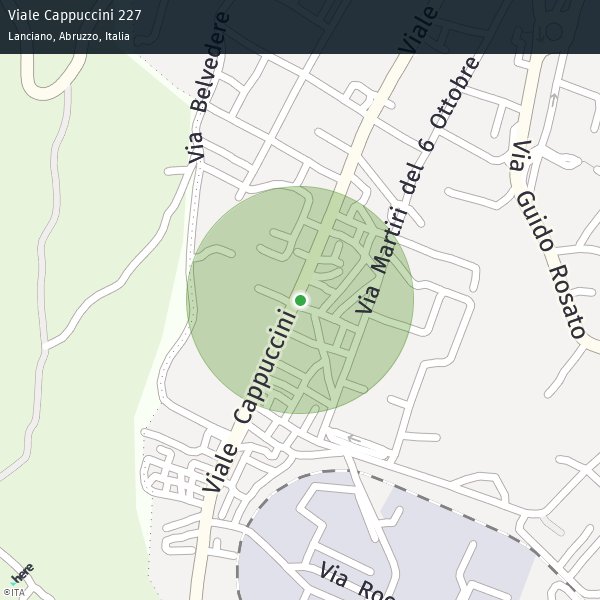 Viale Cappuccini 227
Lanciano, Abruzzo, Italia
Via Belvedere
Viale
Via Martiri del 6 Ottobre
Via Guido Rosato
Viale Cappuccini
Via Roc
here
©ITA